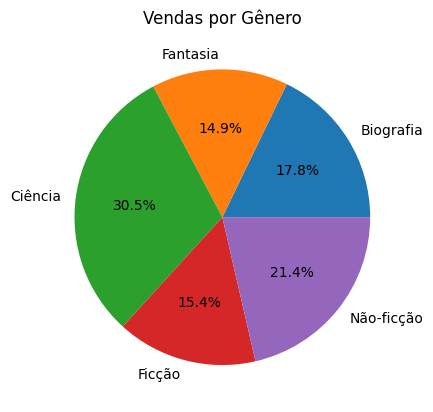 Vendas por Gênero
Fantasia
Biografia
14.9%
17.8%
Ciência
30.5%
21.4%
15.4%
Não-ficção
Ficção